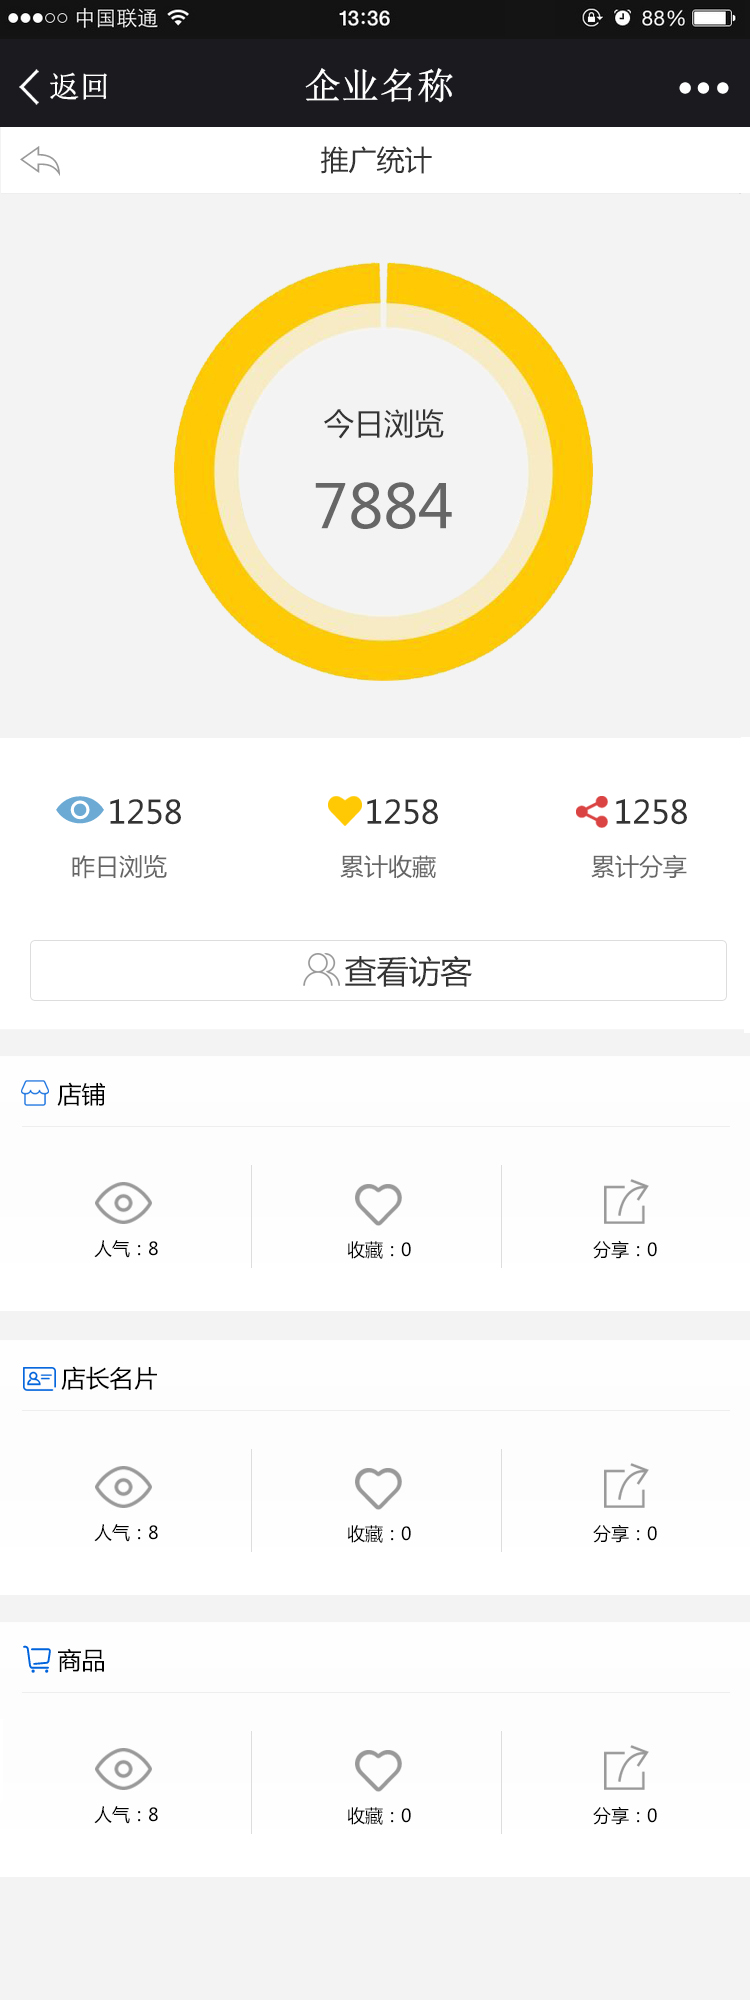 中国联通 13:36 88%
返回 企业名称
推广统计
今日浏览
7884
1258 1258 1258
昨日浏览 累计收藏 累计分享
查看访客
店铺
人气：8 收藏：0 分享：0
店长名片
人气：8 收藏：0 分享：0
商品
人气：8 收藏：0 分享：0